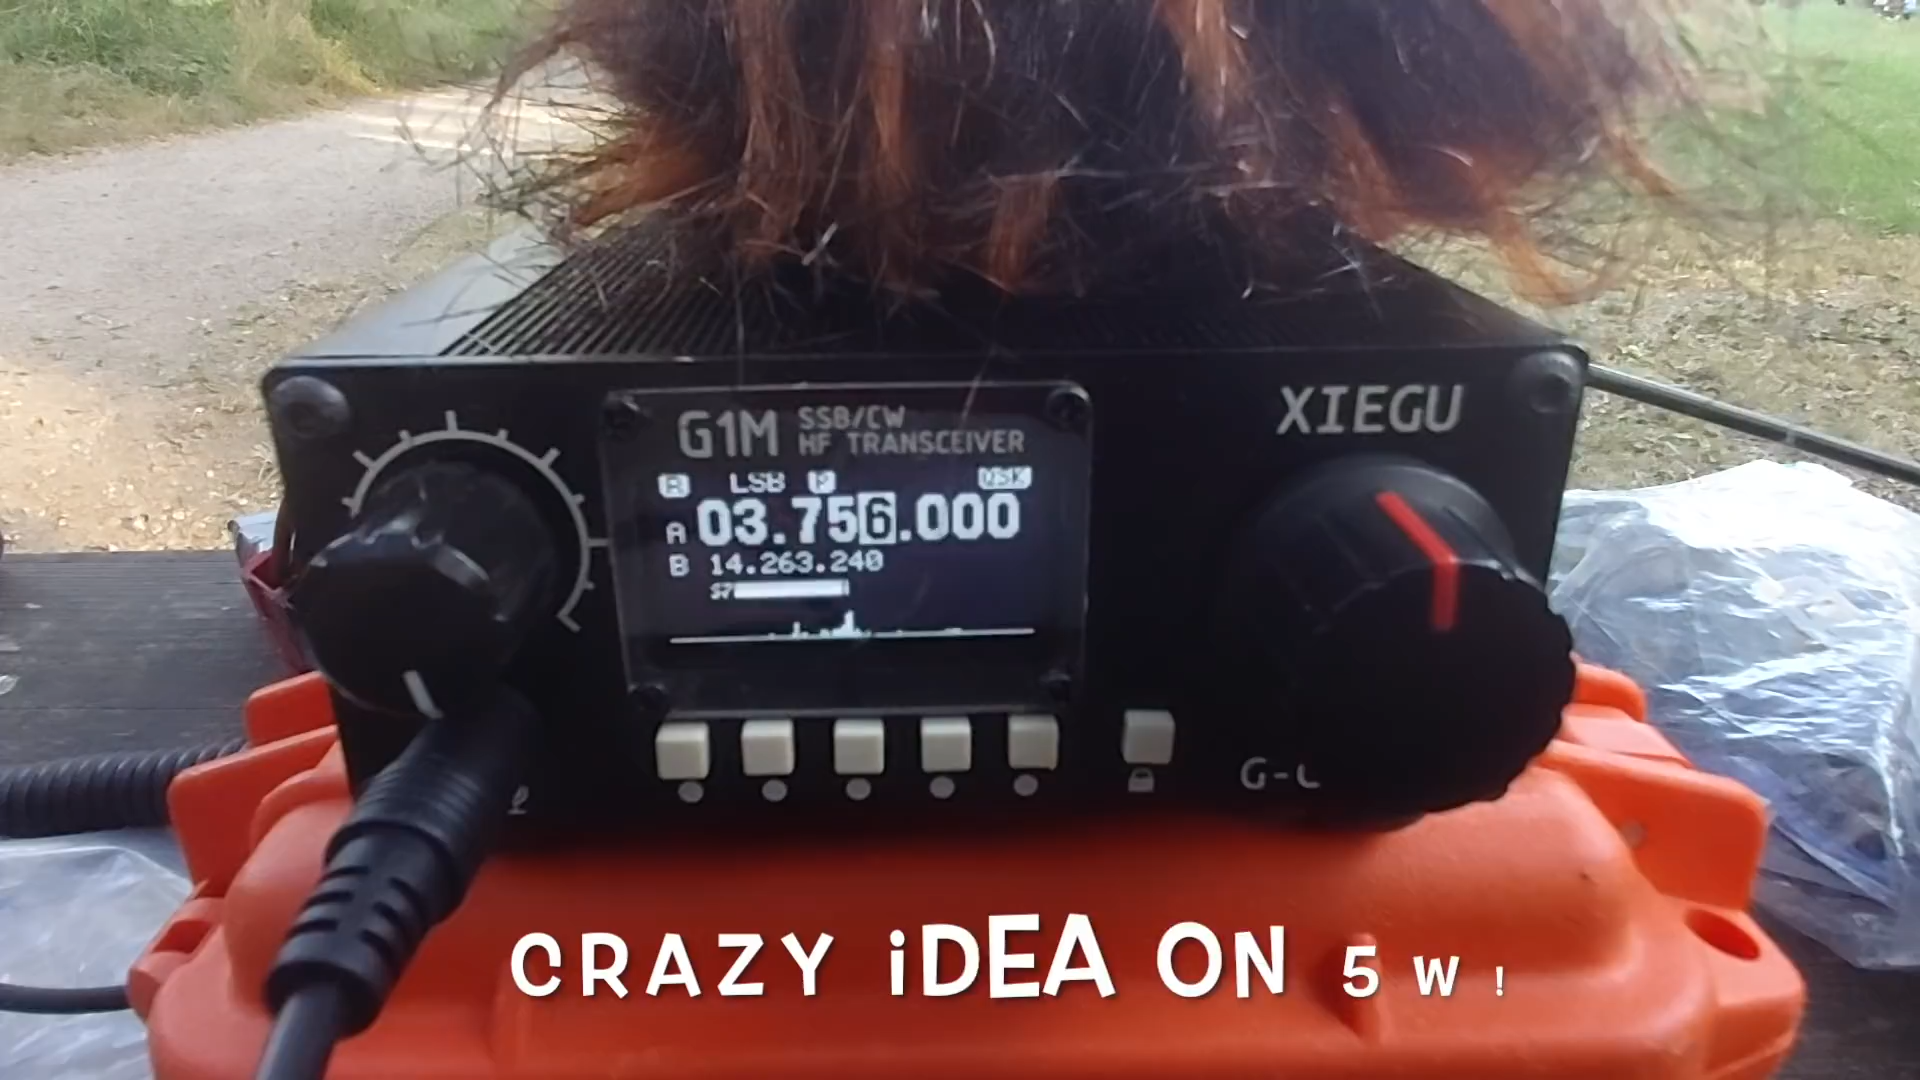 XIEGU
G1M SSB/CW
HF TRANSCEIVER
A LSB P QSK
A 03.756.000
B 14.263.240
S7
G-
CRAZY iDEA ON 5 W !